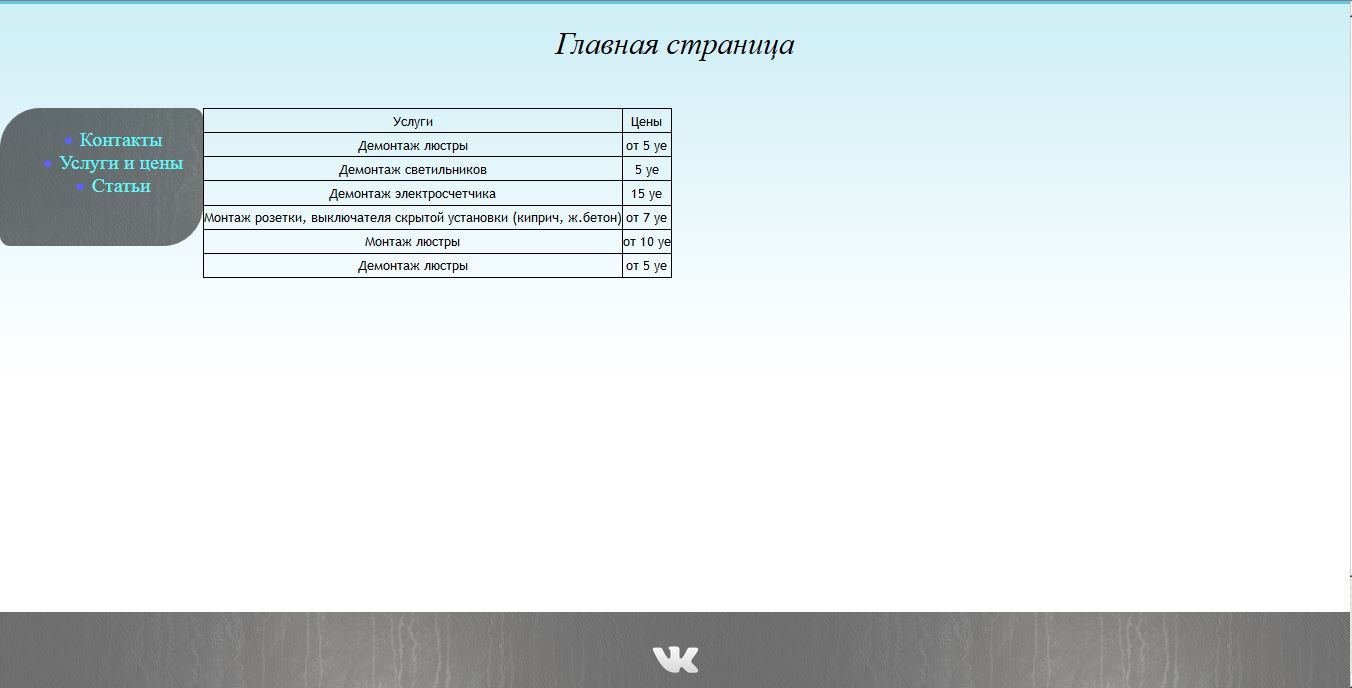 Главная страница
Контакты
Услуги и цены
Статьи
Услуги Цены
Демонтаж люстры от 5 уе
Демонтаж светильников 5 уе
Демонтаж электросчетчика 15 уе
Монтаж розетки, выключателя скрытой установки (киприч, ж.бетон) от 7 уе
Монтаж люстры от 10 уе
Демонтаж люстры от 5 уе